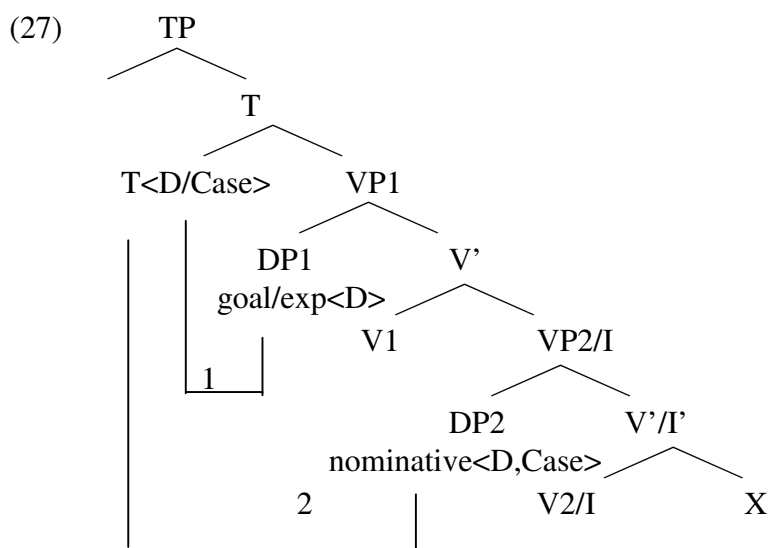 (27) TP
T
T<D/Case> VP1
DP1 V’
goal/exp<D>
V1 VP2/I
1
DP2 V’/I’
nominative<D,Case>
2 V2/I X